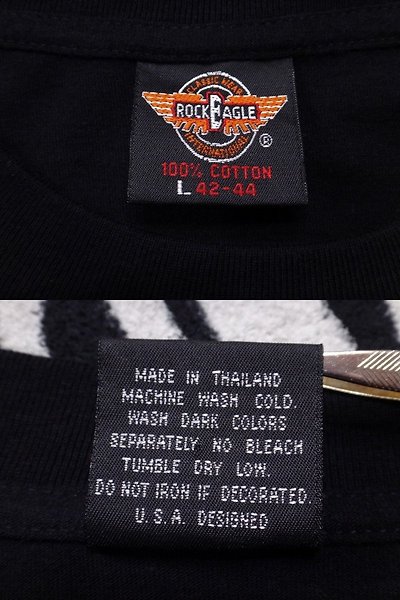 CLASSIC WEAR
ROCK EAGLE
INTERNATIONAL
®
100% COTTON
L 42-44
MADE IN THAILAND
MACHINE WASH COLD.
WASH DARK COLORS
SEPARATELY NO BLEACH
TUMBLE DRY LOW.
DO NOT IRON IF DECORATED.
U.S.A. DESIGNED